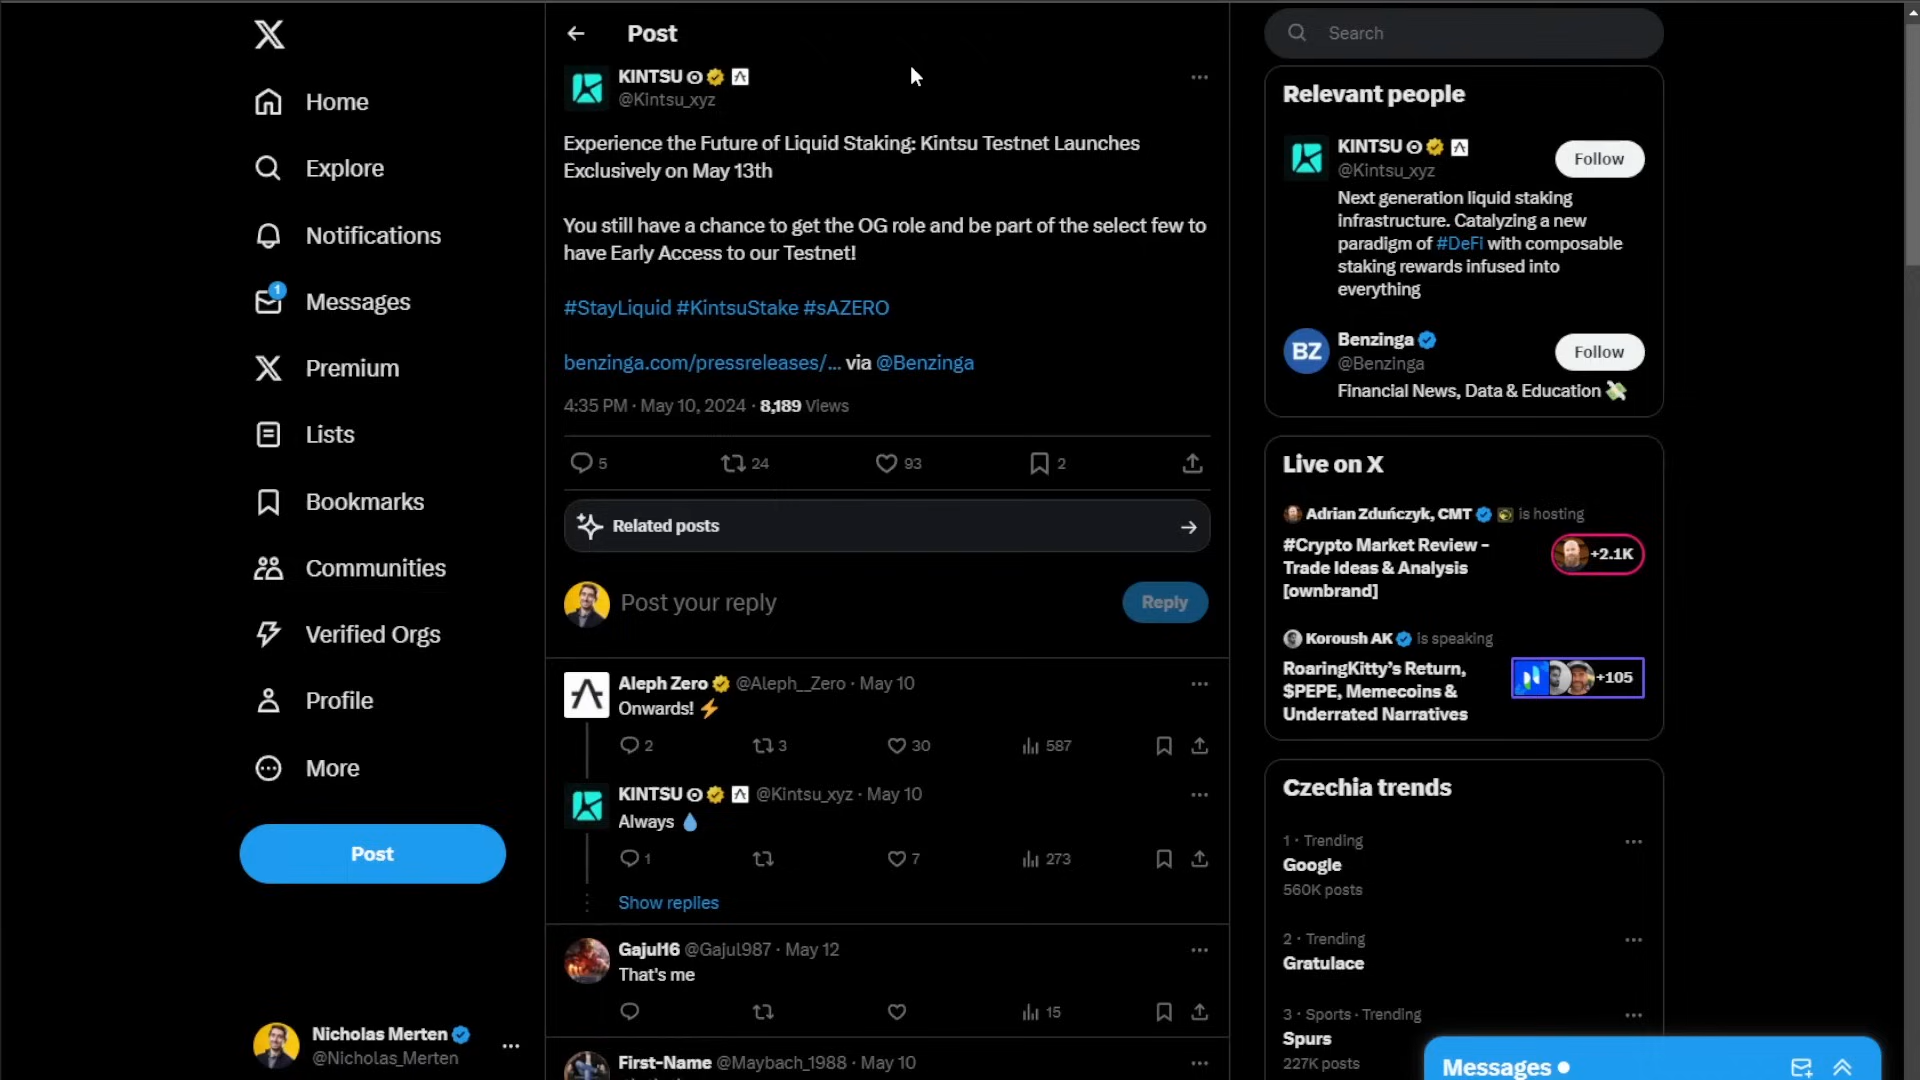 Home
Explore
Notifications
1
Messages
Premium
Lists
Bookmarks
Communities
Verified Orgs
Profile
More
Post
Nicholas Merten
@Nicholas_Merten
Post
KINTSU
@Kintsu_xyz
Experience the Future of Liquid Staking: Kintsu Testnet Launches
Exclusively on May 13th
You still have a chance to get the OG role and be part of the select few to
have Early Access to our Testnet!
#StayLiquid #KintsuStake #sAZERO
benzinga.com/pressreleases/... via @Benzinga
4:35 PM · May 10, 2024 · 8,189 Views
5 24 93 2
Related posts
Post your reply
Reply
Aleph Zero @Aleph__Zero · May 10
Onwards! ⚡
2 3 30 587
KINTSU @Kintsu_xyz · May 10
Always 💧
1 7 273
Show replies
Gajul16 @Gajul987 · May 12
That's me
15
First-Name @Maybach_1988 · May 10
Search
Relevant people
KINTSU
@Kintsu_xyz
Follow
Next generation liquid staking
infrastructure. Catalyzing a new
paradigm of #DeFi with composable
staking rewards infused into
everything
BZ
Benzinga
@Benzinga
Follow
Financial News, Data & Education 💸
Live on X
Adrian Zduńczyk, CMT is hosting
#Crypto Market Review -
Trade Ideas & Analysis
[ownbrand]
+2.1K
Koroush AK is speaking
RoaringKitty's Return,
$PEPE, Memecoins &
Underrated Narratives
+105
Czechia trends
1 · Trending
Google
560K posts
2 · Trending
Gratulace
3 · Sports · Trending
Spurs
227K posts
Messages